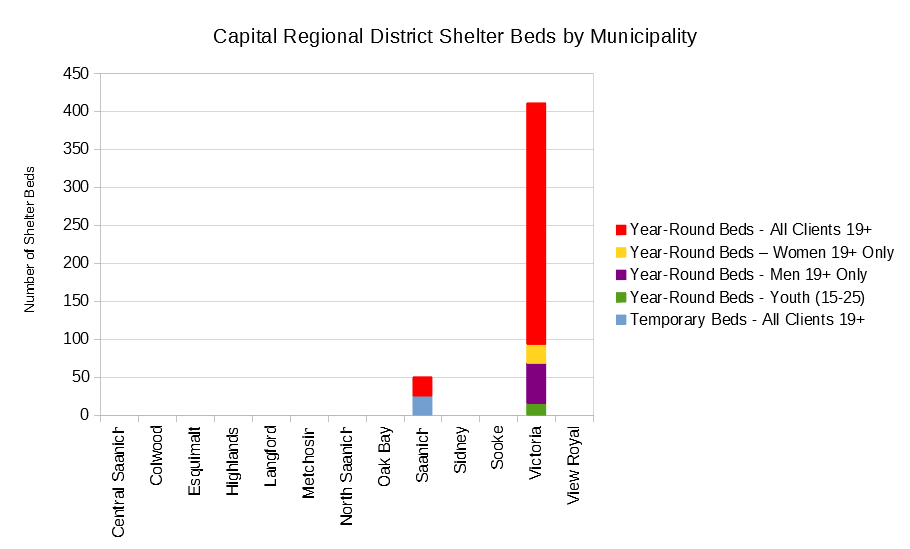 Capital Regional District Shelter Beds by Municipality
450
400
350
300
250
200
150
100
50
0
Number of Shelter Beds
Central Saanich
Colwood
Esquimalt
Highlands
Langford
Metchosin
North Saanich
Oak Bay
Saanich
Sidney
Sooke
Victoria
View Royal
Year-Round Beds - All Clients 19+
Year-Round Beds – Women 19+ Only
Year-Round Beds - Men 19+ Only
Year-Round Beds - Youth (15-25)
Temporary Beds - All Clients 19+